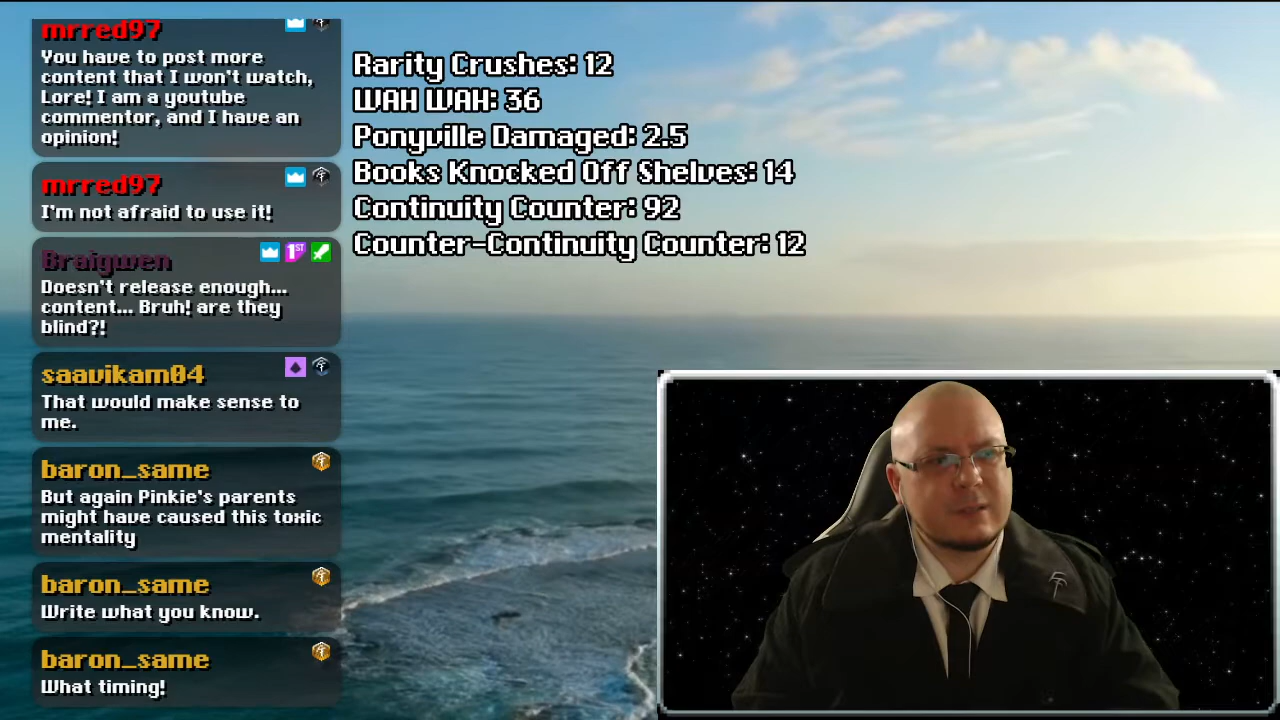 mrred97
You have to post more
content that I won't watch,
Lore! I am a youtube
commentor, and I have an
opinion!
mrred97
I'm not afraid to use it!
Braigwen
1ST
Doesn't release enough...
content... Bruh! are they
blind?!
saavikam04
That would make sense to
me.
baron_same
But again Pinkie's parents
might have caused this toxic
mentality
baron_same
Write what you know.
baron_same
What timing!
Rarity Crushes: 12
WAH WAH: 36
Ponyville Damaged: 2.5
Books Knocked Off Shelves: 14
Continuity Counter: 92
Counter-Continuity Counter: 12